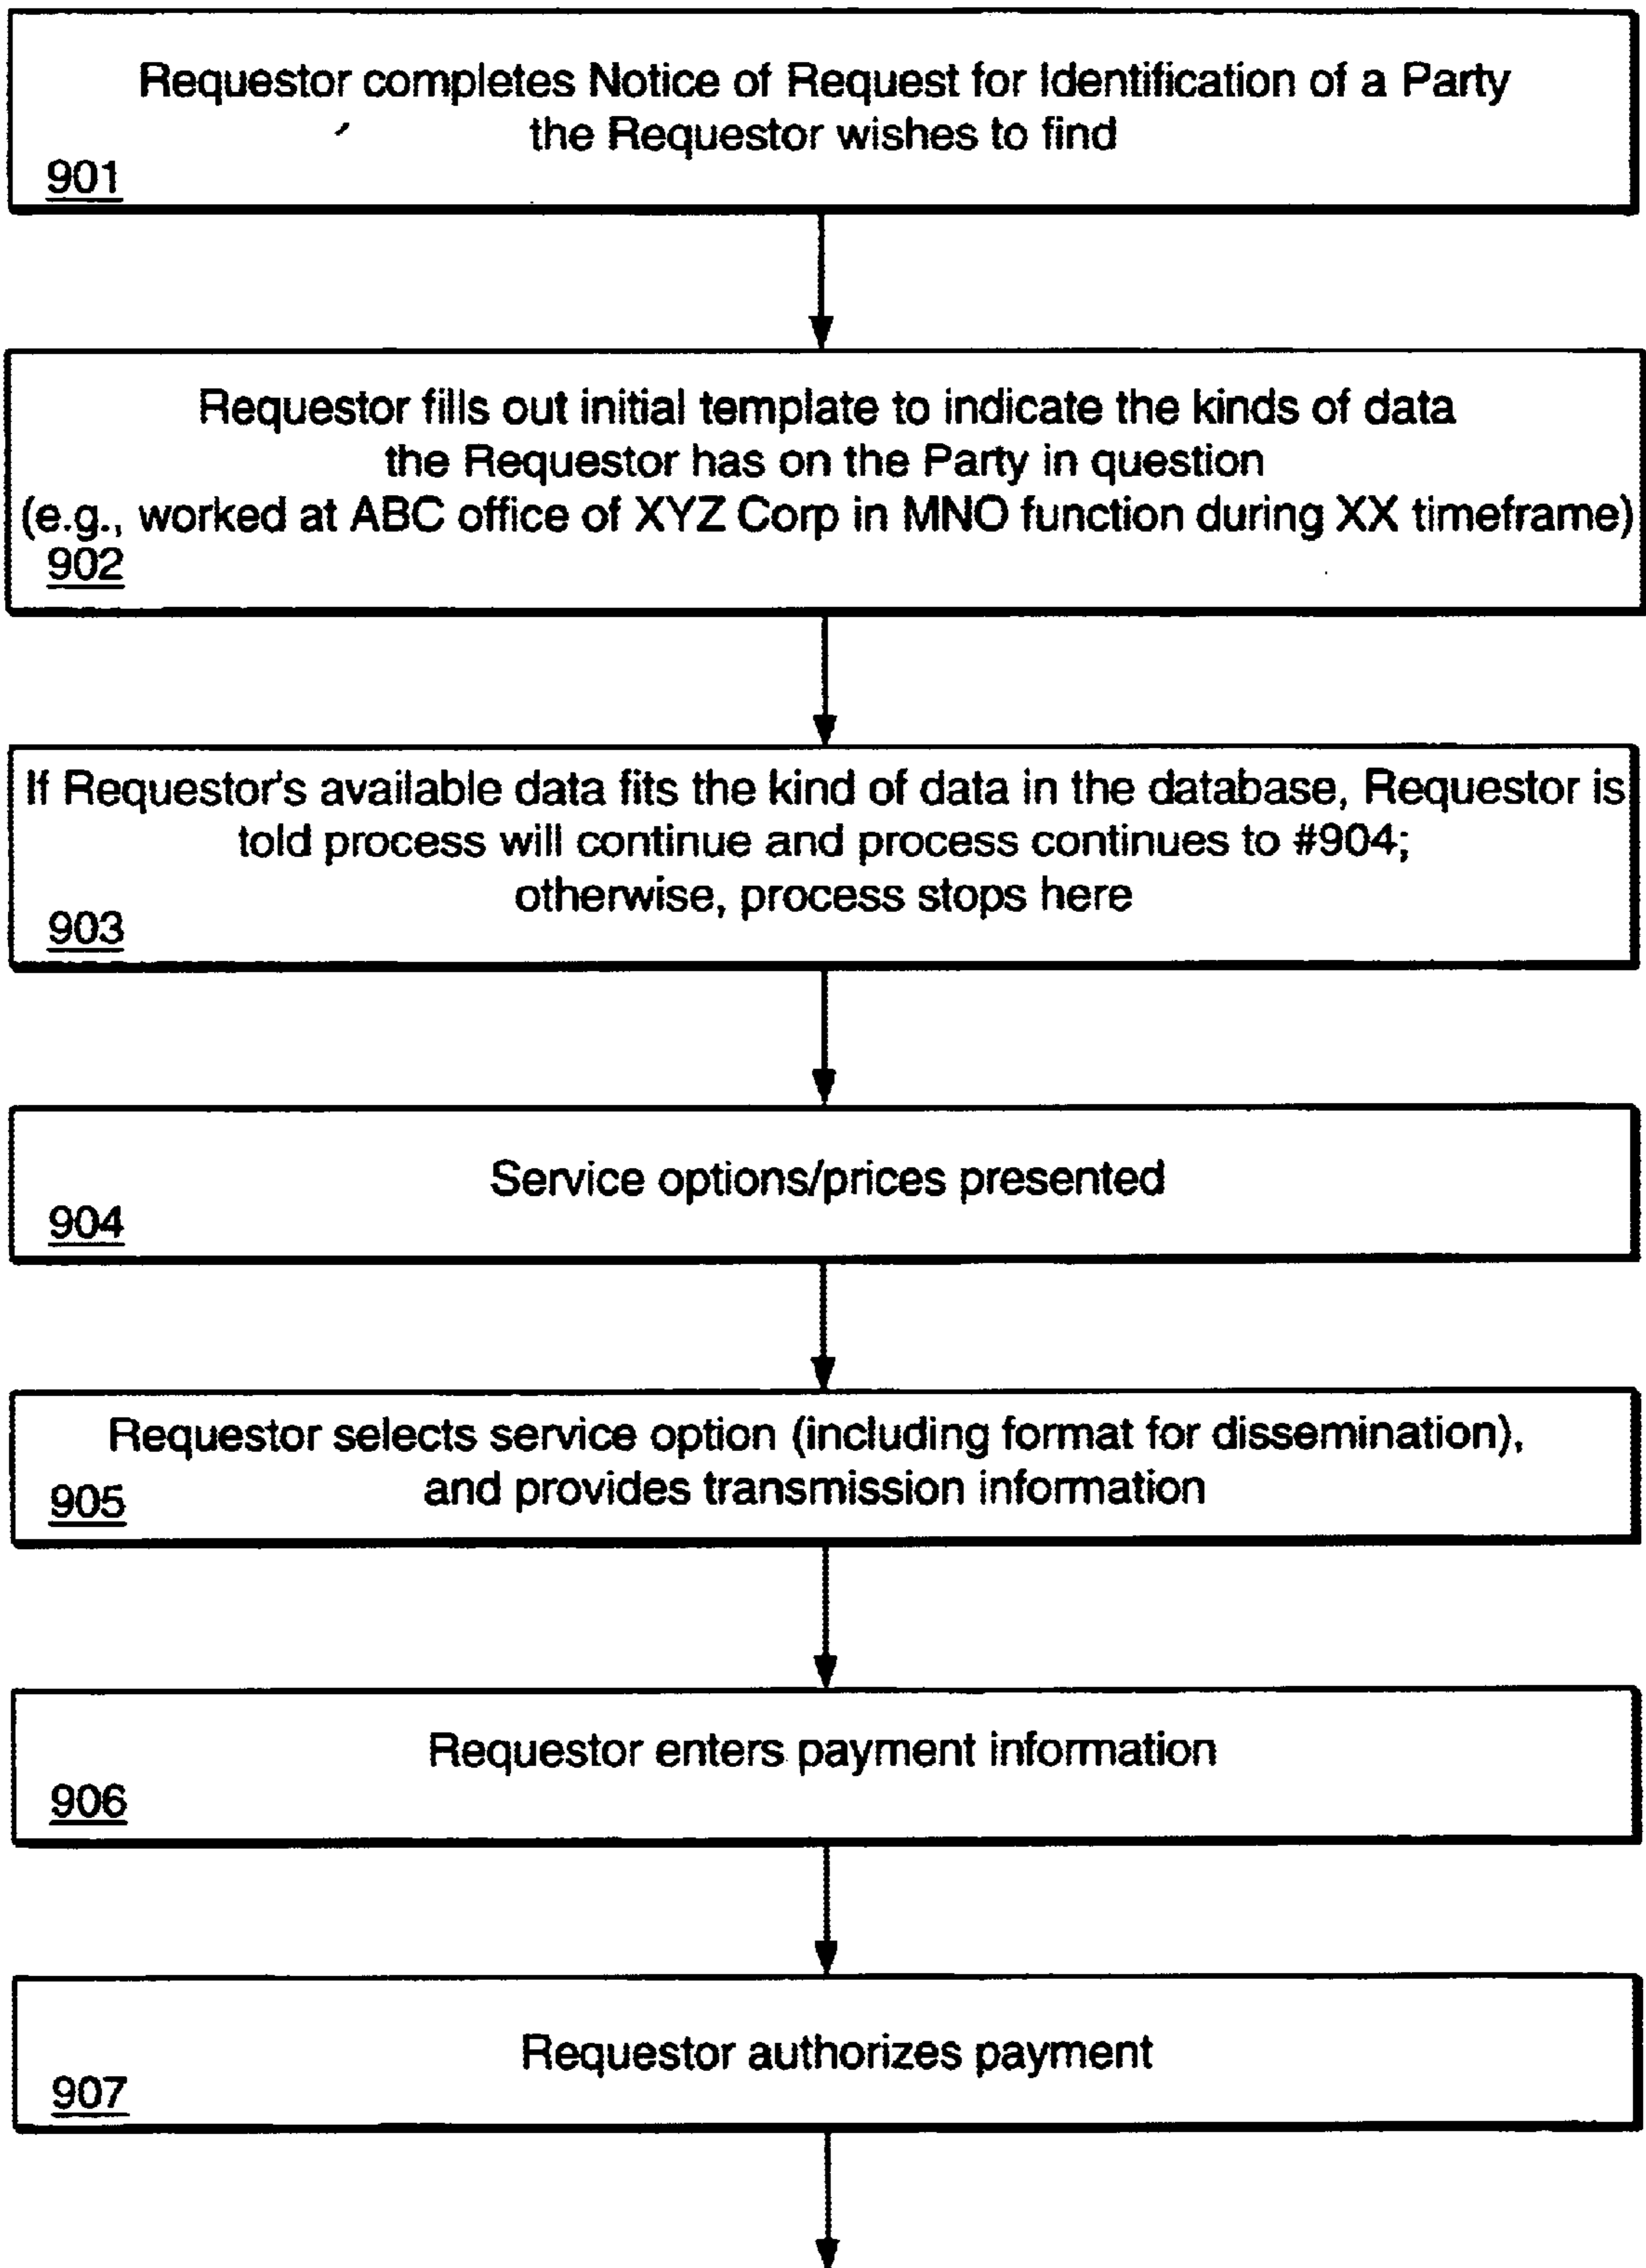 Requestor completes Notice of Request for Identification of a Party
the Requestor wishes to find
901
Requestor fills out initial template to indicate the kinds of data
the Requestor has on the Party in question
(e.g., worked at ABC office of XYZ Corp in MNO function during XX timeframe)
902
If Requestor's available data fits the kind of data in the database, Requestor is
told process will continue and process continues to #904;
otherwise, process stops here
903
Service options/prices presented
904
Requestor selects service option (including format for dissemination),
and provides transmission information
905
Requestor enters payment information
906
Requestor authorizes payment
907